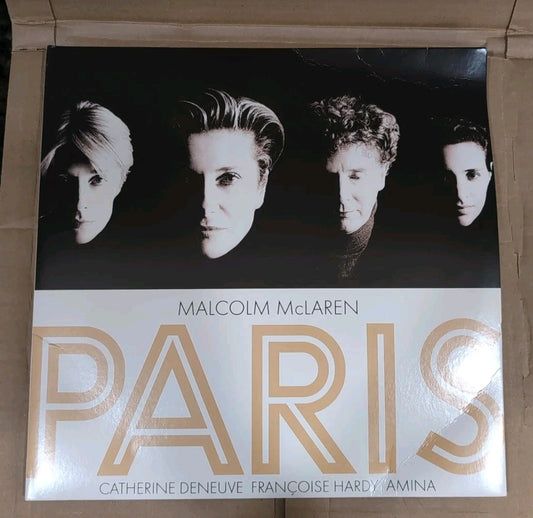 MALCOLM McLAREN
PARIS
CATHERINE DENEUVE FRANÇOISE HARDY AMINA